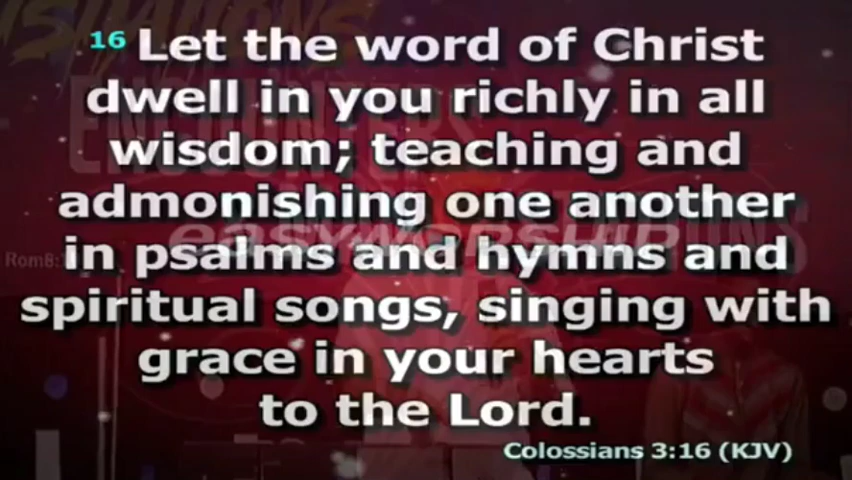 16 Let the word of Christ
dwell in you richly in all
wisdom; teaching and
admonishing one another
in psalms and hymns and
spiritual songs, singing with
grace in your hearts
to the Lord.
Colossians 3:16 (KJV)
easyworship
Rom8: